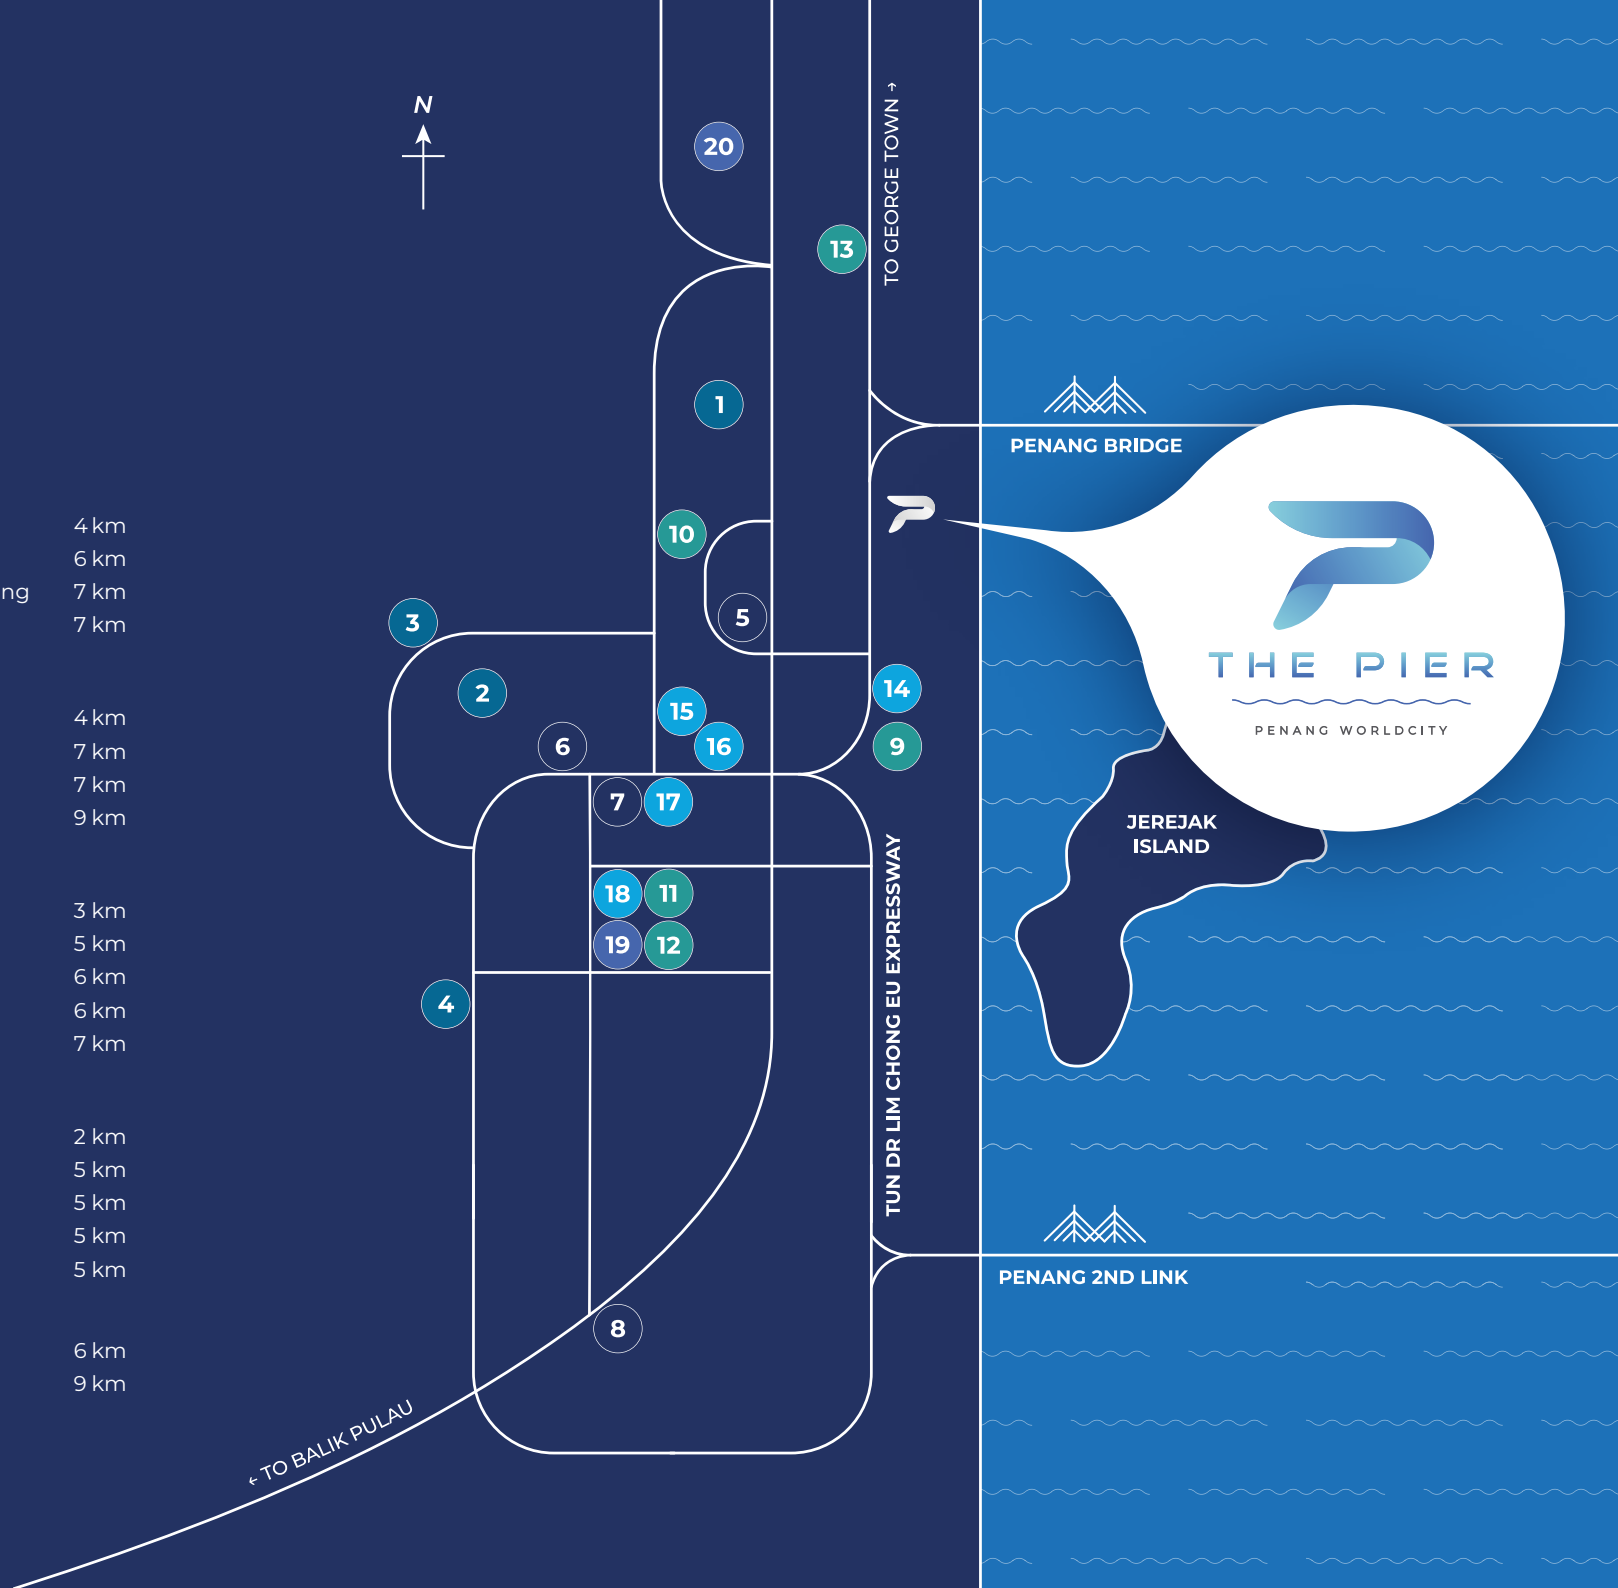 N
20
13
TO GEORGE TOWN →
1
PENANG BRIDGE
4 km
6 km
ng 7 km
7 km
10
3
5
2
15
14
6
16
9
THE PIER
PENANG WORLDCITY
4 km
7 km
7 km
9 km
7
17
JEREJAK
ISLAND
18
11
19
12
4
TUN DR LIM CHONG EU EXPRESSWAY
3 km
5 km
6 km
6 km
7 km
2 km
5 km
5 km
5 km
5 km
PENANG 2ND LINK
8
6 km
9 km
← TO BALIK PULAU